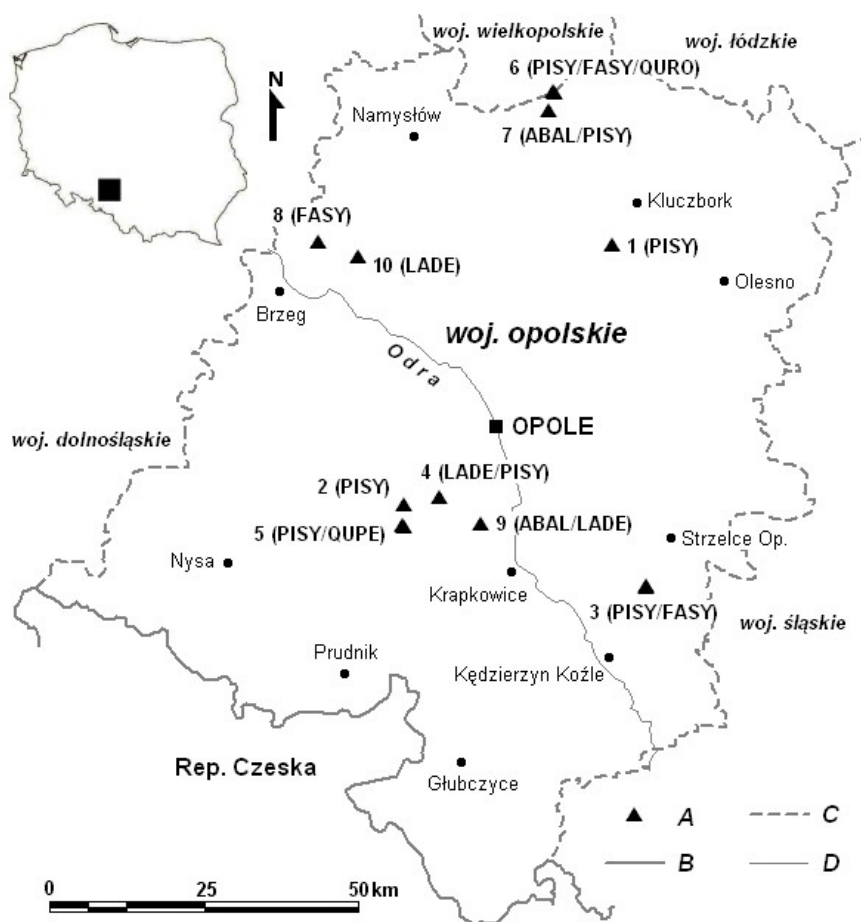 woj. wielkopolskie
woj. łódzkie
6 (PISY/FASY/QURO)
N
Namysłów
7 (ABAL/PISY)
Kluczbork
8 (FASY)
1 (PISY)
10 (LADE)
Olesno
Brzeg
woj. opolskie
Odra
OPOLE
woj. dolnośląskie
4 (LADE/PISY)
2 (PISY)
9 (ABAL/LADE)
5 (PISY/QUPE)
Strzelce Op.
Nysa
Krapkowice
3 (PISY/FASY)
woj. śląskie
Prudnik
Kędzierzyn Koźle
Rep. Czeska
Głubczyce
A
C
B
D
0 25 50 km